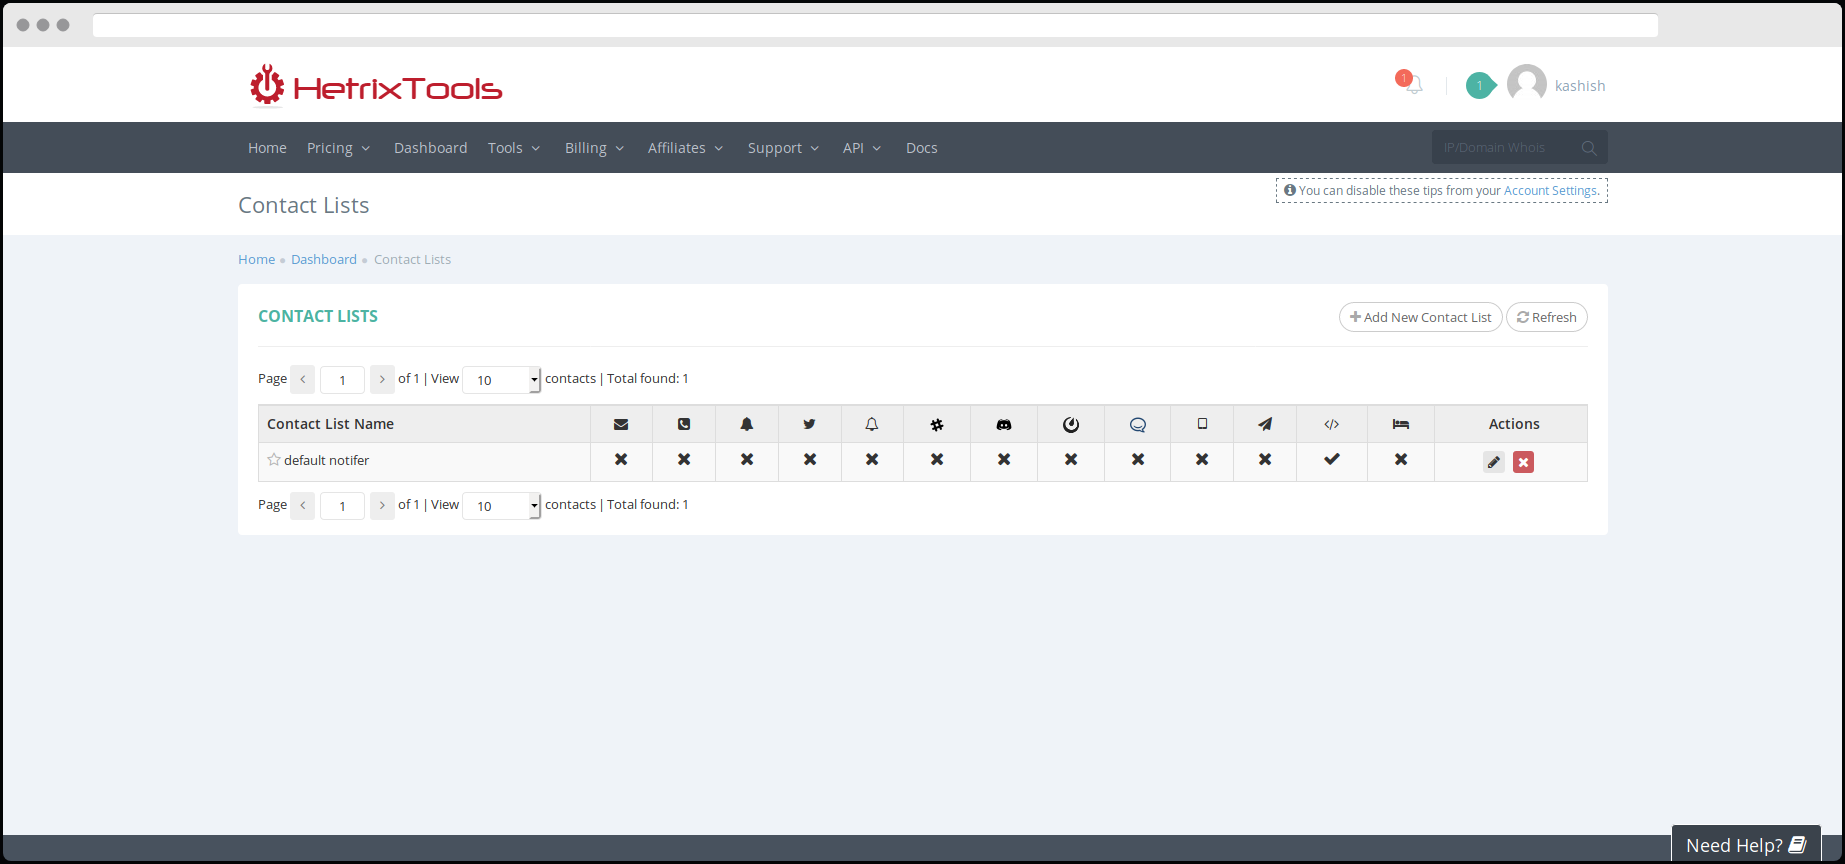 HetrixTools
1
1
kashish
Home Pricing Dashboard Tools Billing Affiliates Support API Docs
IP/Domain Whois
You can disable these tips from your Account Settings.
Contact Lists
Home Dashboard Contact Lists
CONTACT LISTS
Add New Contact List
Refresh
Page 1 of 1 | View 10 contacts | Total found: 1
Contact List Name Actions
default notifer
Page 1 of 1 | View 10 contacts | Total found: 1
Need Help?